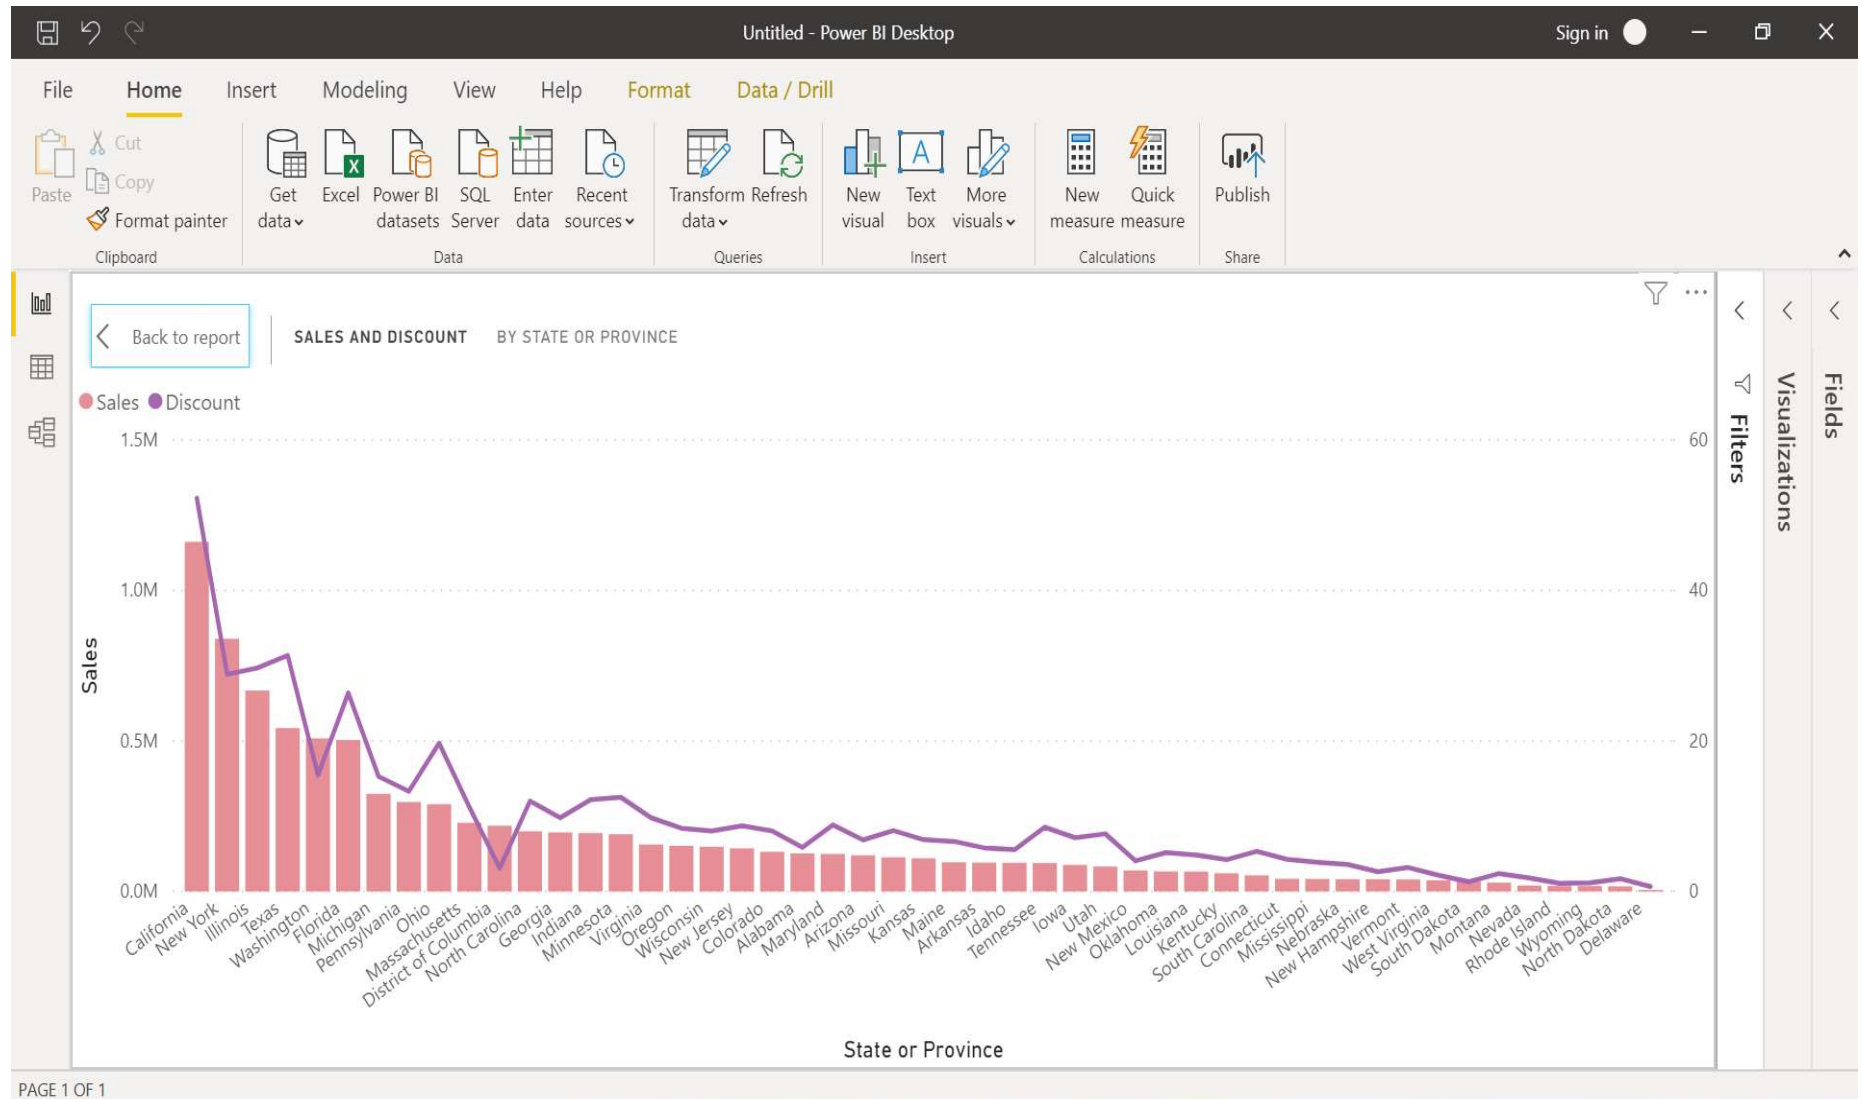 Untitled - Power BI Desktop
Sign in
File Home Insert Modeling View Help Format Data / Drill
Paste
Cut
Copy
Format painter
Clipboard
Get data
Excel
Power BI datasets
SQL Server
Enter data
Recent sources
Data
Transform data
Refresh
Queries
New visual
Text box
More visuals
Insert
New measure
Quick measure
Calculations
Publish
Share
Back to report
SALES AND DISCOUNT BY STATE OR PROVINCE
Sales Discount
1.5M
1.0M
0.5M
0.0M
Sales
60
40
20
0
California
New York
Illinois
Texas
Washington
Florida
Michigan
Pennsylvania
Ohio
Massachusetts
District of Columbia
North Carolina
Georgia
Indiana
Minnesota
Virginia
Oregon
Wisconsin
New Jersey
Colorado
Alabama
Maryland
Arizona
Missouri
Kansas
Maine
Arkansas
Idaho
Tennessee
Iowa
Utah
New Mexico
Oklahoma
Louisiana
Kentucky
South Carolina
Connecticut
Mississippi
Nebraska
New Hampshire
Vermont
West Virginia
South Dakota
Montana
Nevada
Rhode Island
Wyoming
North Dakota
Delaware
State or Province
Filters
Visualizations
Fields
PAGE 1 OF 1